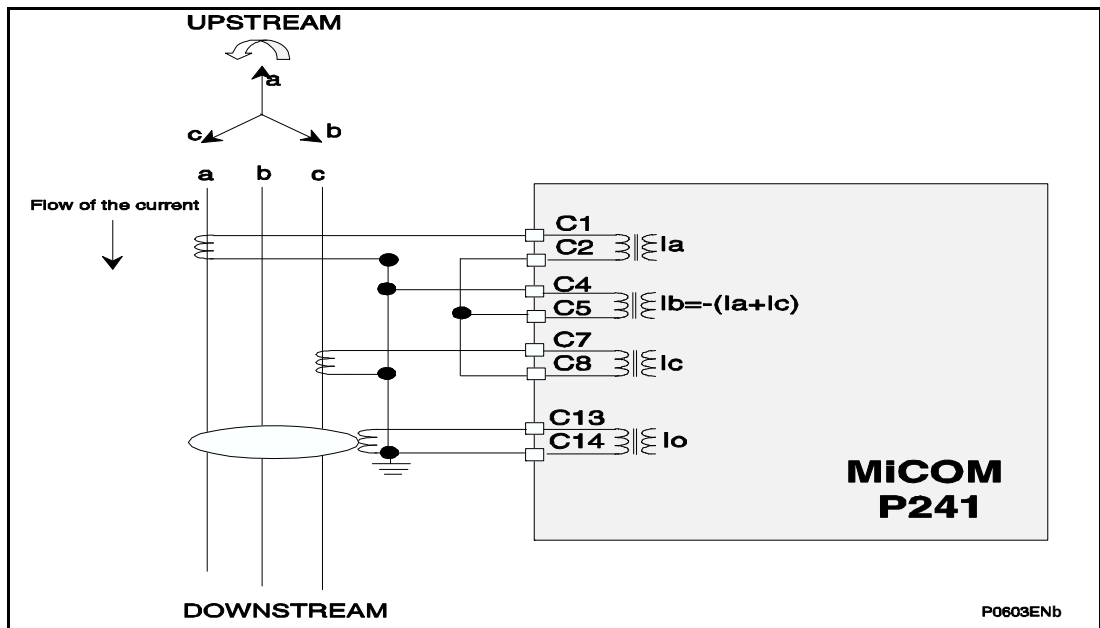 UPSTREAM
a
c
b
a b c
Flow of the current
C1
C2
Ia
C4
C5
Ib=-(Ia+Ic)
C7
C8
Ic
C13
C14
Io
MiCOM
P241
DOWNSTREAM
P0603ENb